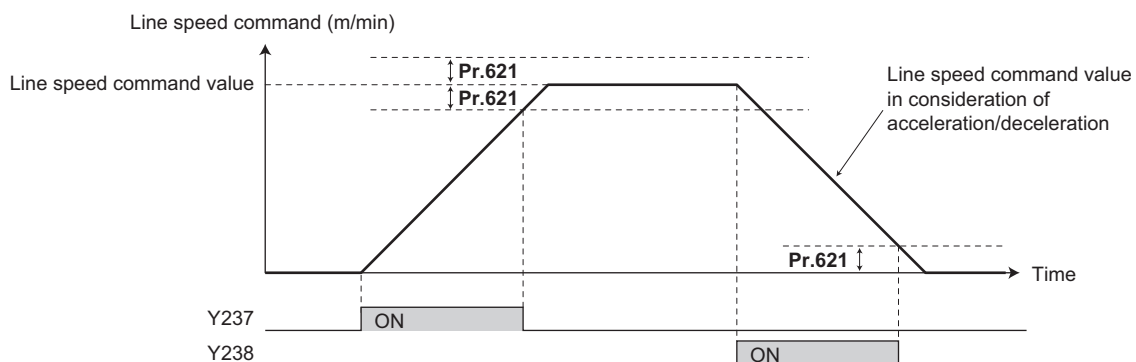 Line speed command (m/min)
Pr.621
Line speed command value
Pr.621
Line speed command value
in consideration of
acceleration/deceleration
Pr.621
Time
Y237
ON
Y238
ON